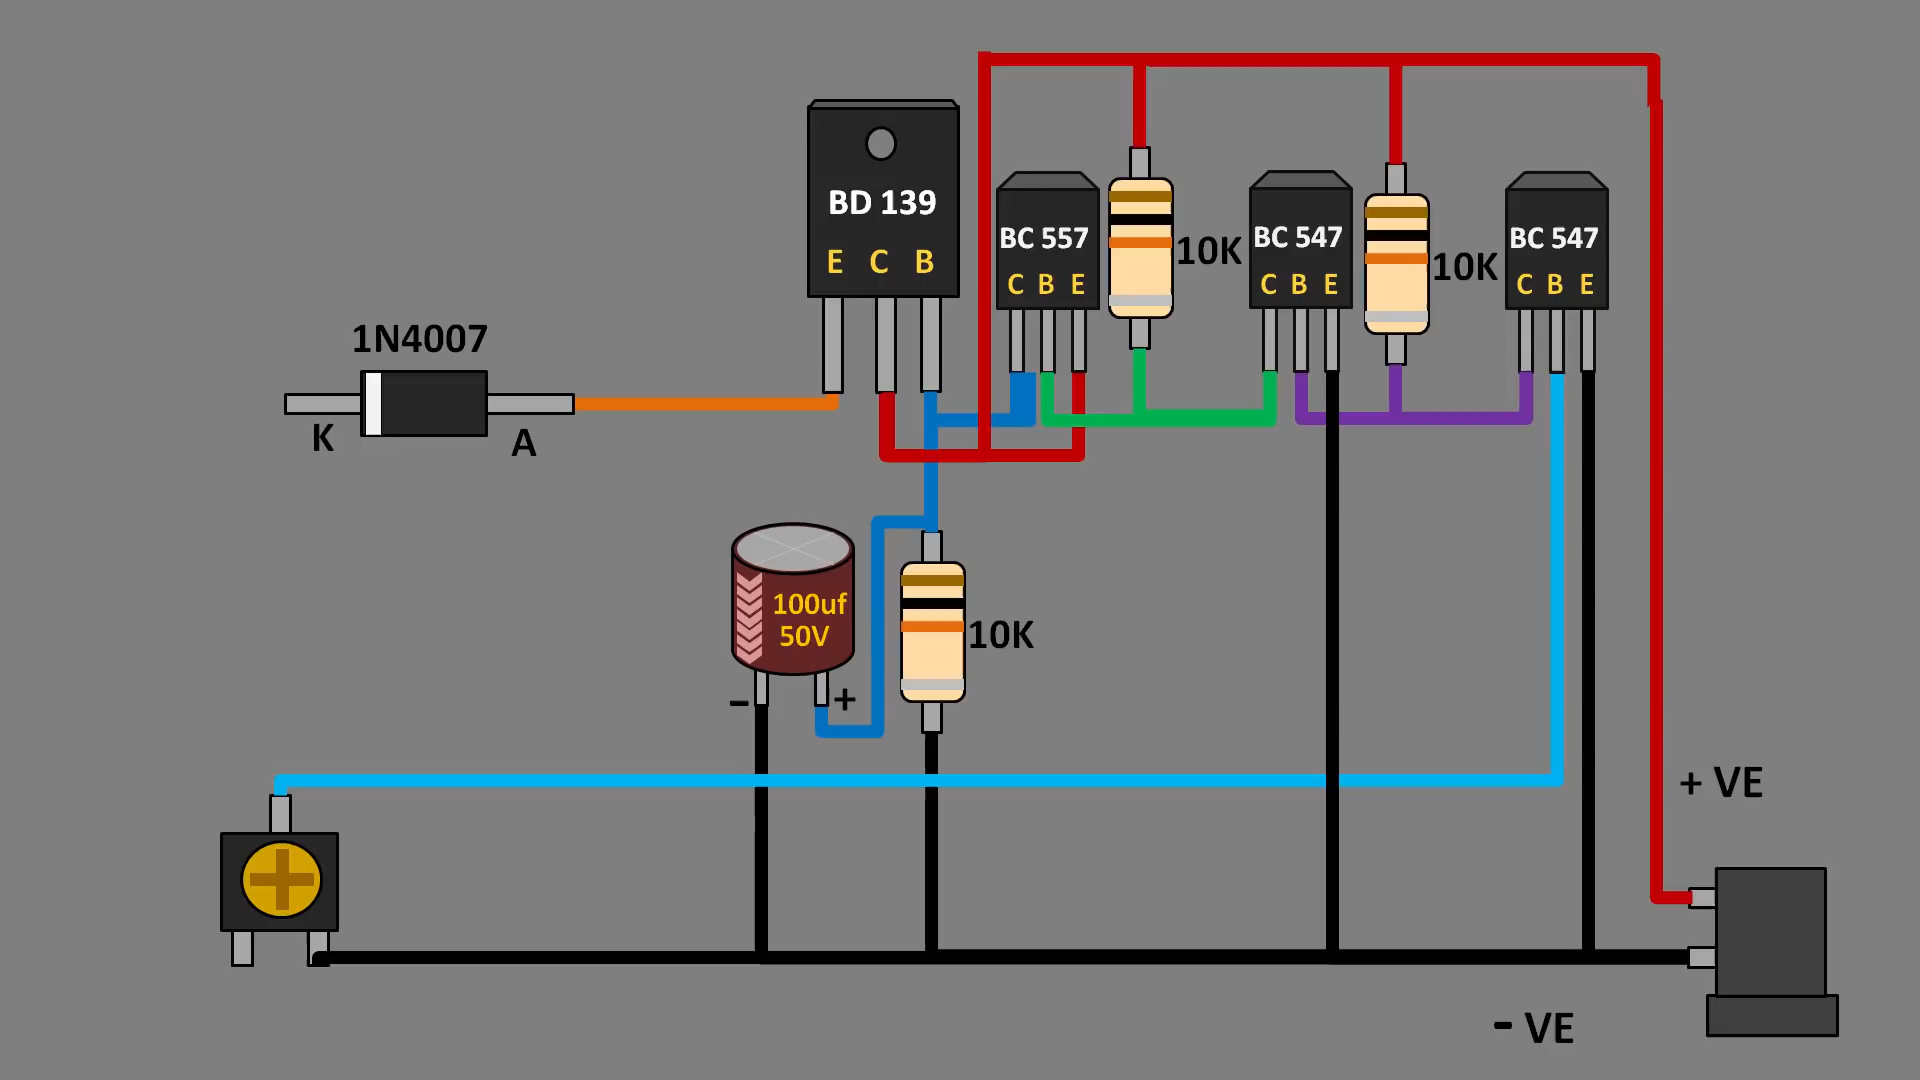 BD 139
E C B
BC 557
C B E
10K
BC 547
C B E
10K
BC 547
C B E
1N4007
K
A
100uf
50V
- +
10K
+ VE
- VE